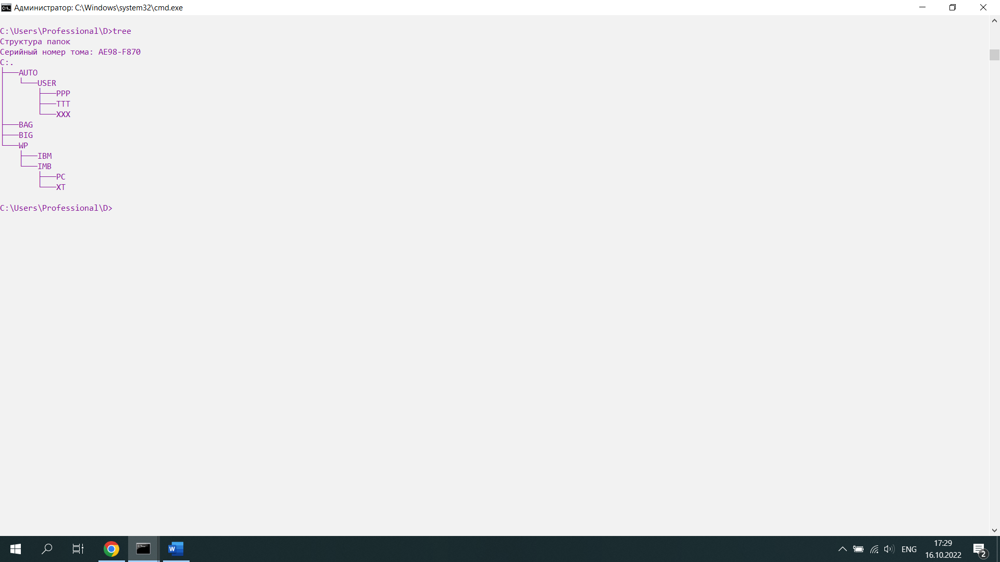 Администратор: C:\Windows\system32\cmd.exe
C:\Users\Professional\D>tree
Структура папок
Серийный номер тома: AE98-F870
C:.
├───AUTO
│   └───USER
│       ├───PPP
│       ├───TTT
│       └───XXX
├───BAG
├───BIG
└───WP
    ├───IBM
    └───IMB
        ├───PC
        └───XT
C:\Users\Professional\D>
ENG
17:29
16.10.2022
2